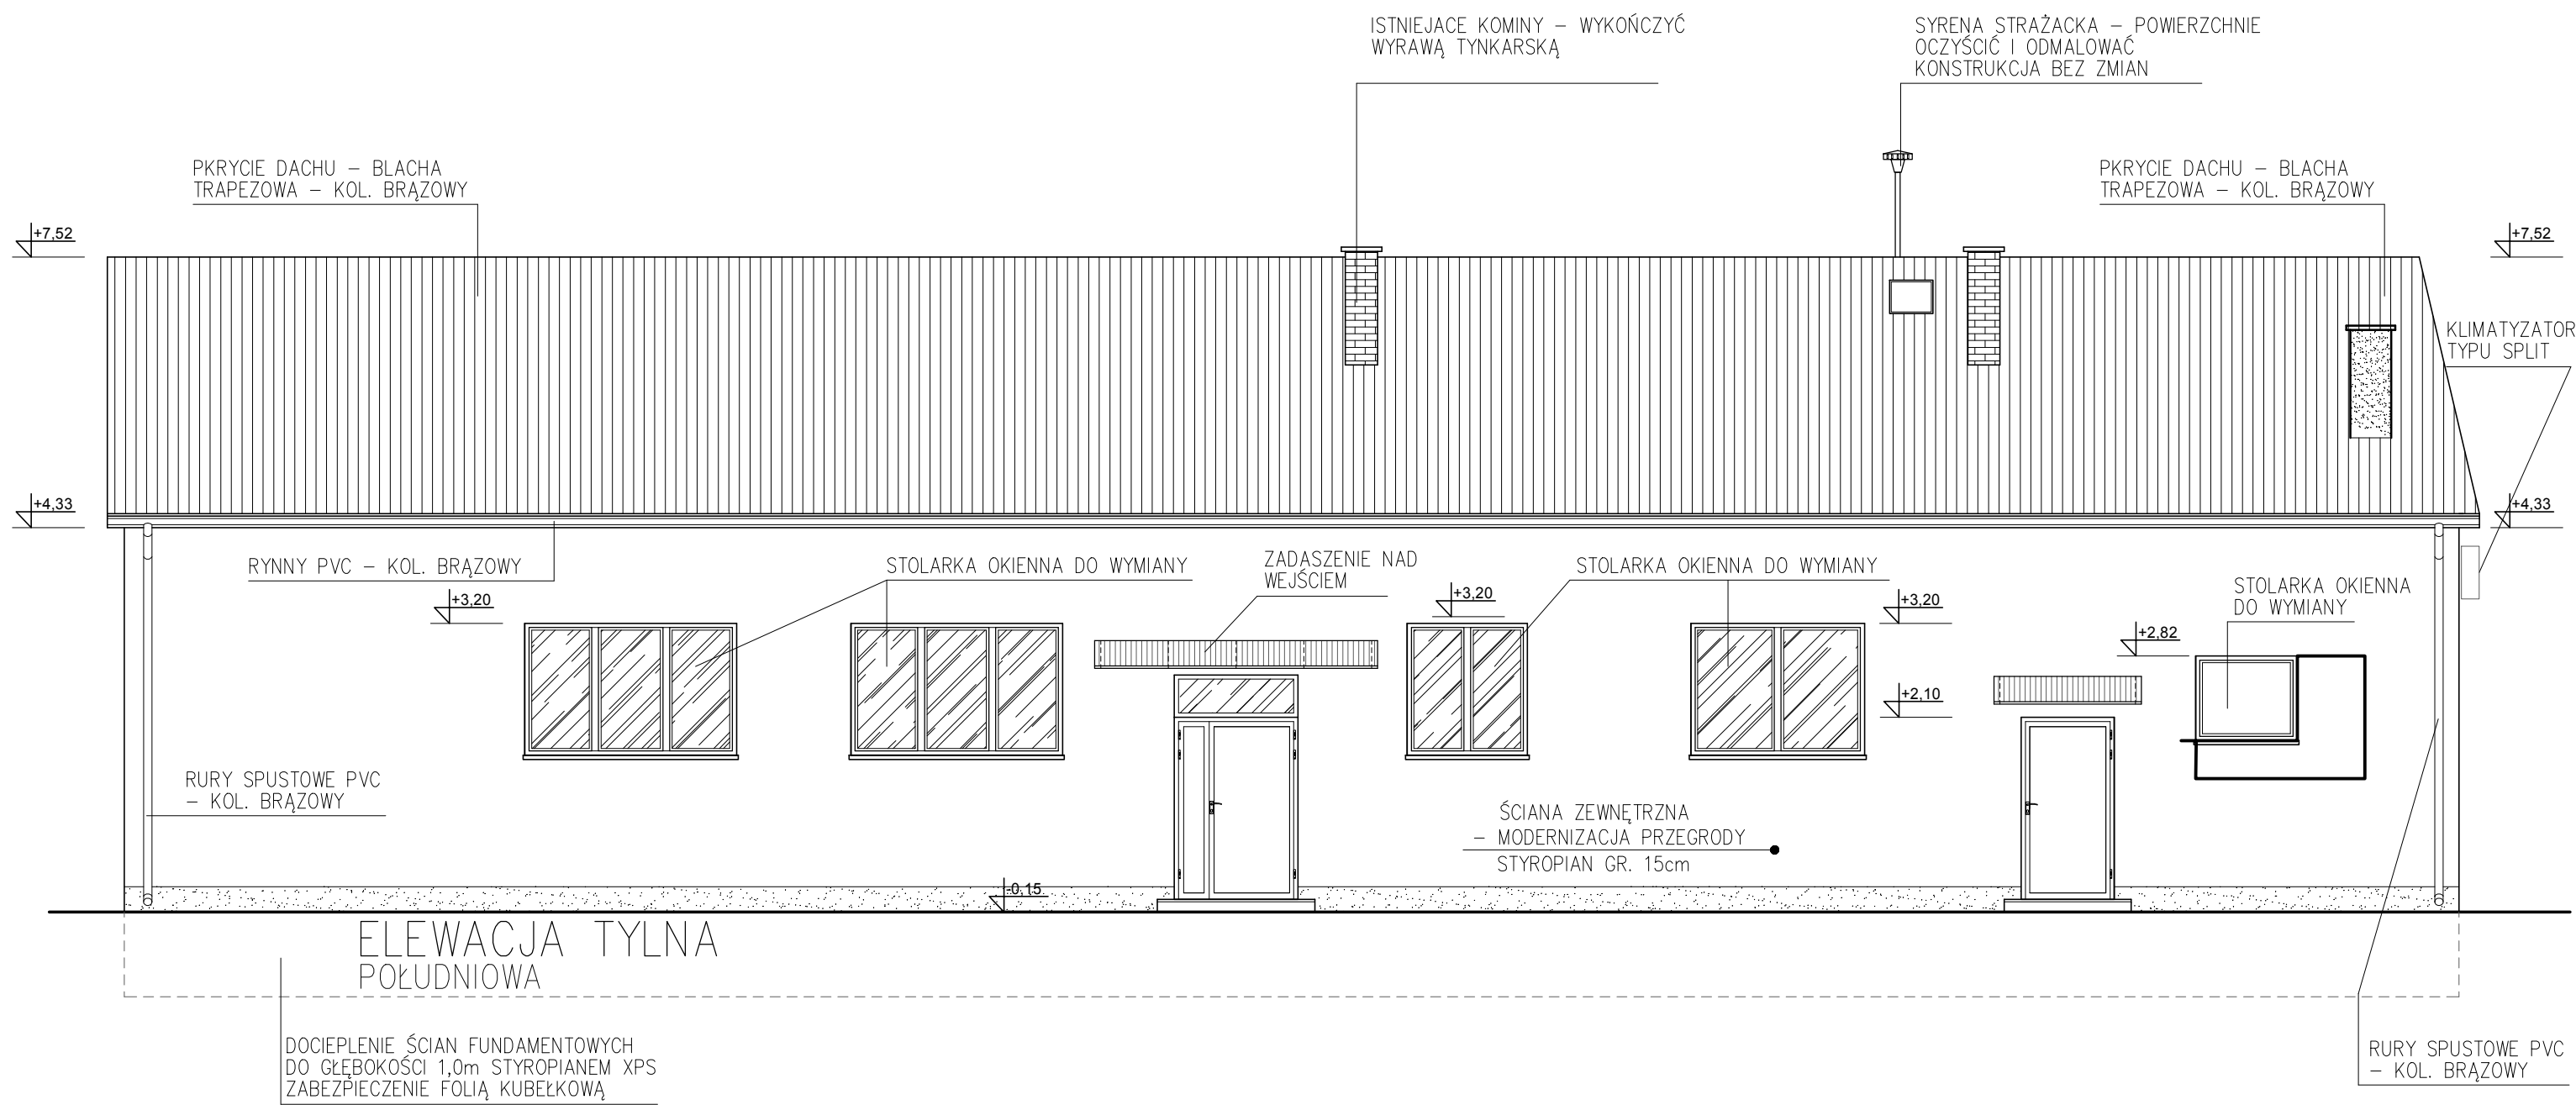 ISTNIEJACE KOMINY – WYKOŃCZYĆ
WYRAWĄ TYNKARSKĄ
SYRENA STRAŻACKA – POWIERZCHNIE
OCZYŚCIĆ I ODMALOWAĆ
KONSTRUKCJA BEZ ZMIAN
PKRYCIE DACHU – BLACHA
TRAPEZOWA – KOL. BRĄZOWY
PKRYCIE DACHU – BLACHA
TRAPEZOWA – KOL. BRĄZOWY
+7,52
+7,52
KLIMATYZATOR
TYPU SPLIT
+4,33
+4,33
RYNNY PVC – KOL. BRĄZOWY
STOLARKA OKIENNA DO WYMIANY
ZADASZENIE NAD
WEJŚCIEM
STOLARKA OKIENNA DO WYMIANY
STOLARKA OKIENNA
DO WYMIANY
+3,20
+3,20
+3,20
+2,82
+2,10
RURY SPUSTOWE PVC
– KOL. BRĄZOWY
ŚCIANA ZEWNĘTRZNA
– MODERNIZACJA PRZEGRODY
STYROPIAN GR. 15cm
-0,15
ELEWACJA TYLNA
POŁUDNIOWA
DOCIEPLENIE ŚCIAN FUNDAMENTOWYCH
DO GŁĘBOKOŚCI 1,0m STYROPIANEM XPS
ZABEZPIECZENIE FOLIĄ KUBEŁKOWĄ
RURY SPUSTOWE PVC
– KOL. BRĄZOWY